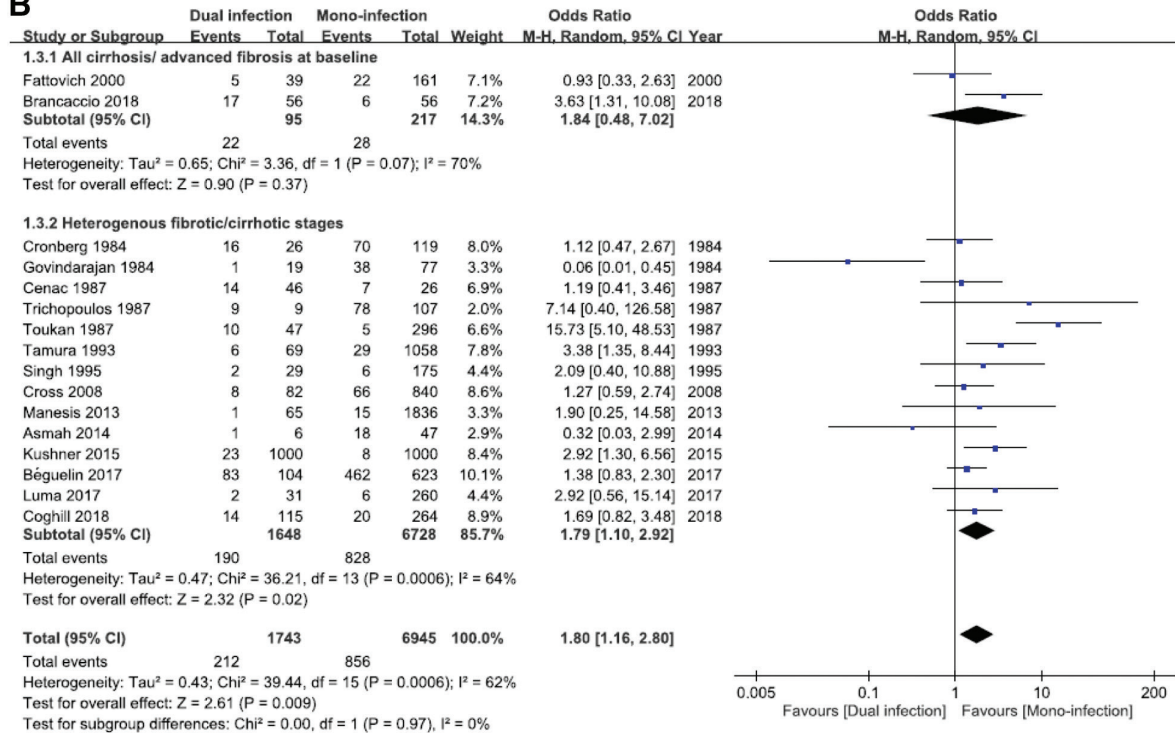 B
Dual infection Mono-infection Odds Ratio Odds Ratio
Study or Subgroup Events Total Events Total Weight M-H, Random, 95% CI Year M-H, Random, 95% CI
1.3.1 All cirrhosis/ advanced fibrosis at baseline
Fattovich 2000 5 39 22 161 7.1% 0.93 [0.33, 2.63] 2000
Brancaccio 2018 17 56 6 56 7.2% 3.63 [1.31, 10.08] 2018
Subtotal (95% CI) 95 217 14.3% 1.84 [0.48, 7.02]
Total events 22 28
Heterogeneity: Tau² = 0.65; Chi² = 3.36, df = 1 (P = 0.07); I² = 70%
Test for overall effect: Z = 0.90 (P = 0.37)
1.3.2 Heterogenous fibrotic/cirrhotic stages
Cronberg 1984 16 26 70 119 8.0% 1.12 [0.47, 2.67] 1984
Govindarajan 1984 1 19 38 77 3.3% 0.06 [0.01, 0.45] 1984
Cenac 1987 14 46 7 26 6.9% 1.19 [0.41, 3.46] 1987
Trichopoulos 1987 9 9 78 107 2.0% 7.14 [0.40, 126.58] 1987
Toukan 1987 10 47 5 296 6.6% 15.73 [5.10, 48.53] 1987
Tamura 1993 6 69 29 1058 7.8% 3.38 [1.35, 8.44] 1993
Singh 1995 2 29 6 175 4.4% 2.09 [0.40, 10.88] 1995
Cross 2008 8 82 66 840 8.6% 1.27 [0.59, 2.74] 2008
Manesis 2013 1 65 15 1836 3.3% 1.90 [0.25, 14.58] 2013
Asmah 2014 1 6 18 47 2.9% 0.32 [0.03, 2.99] 2014
Kushner 2015 23 1000 8 1000 8.4% 2.92 [1.30, 6.56] 2015
Béguelin 2017 83 104 462 623 10.1% 1.38 [0.83, 2.30] 2017
Luma 2017 2 31 6 260 4.4% 2.92 [0.56, 15.14] 2017
Coghill 2018 14 115 20 264 8.9% 1.69 [0.82, 3.48] 2018
Subtotal (95% CI) 1648 6728 85.7% 1.79 [1.10, 2.92]
Total events 190 828
Heterogeneity: Tau² = 0.47; Chi² = 36.21, df = 13 (P = 0.0006); I² = 64%
Test for overall effect: Z = 2.32 (P = 0.02)
Total (95% CI) 1743 6945 100.0% 1.80 [1.16, 2.80]
Total events 212 856
Heterogeneity: Tau² = 0.43; Chi² = 39.44, df = 15 (P = 0.0006); I² = 62%
Test for overall effect: Z = 2.61 (P = 0.009)
Test for subgroup differences: Chi² = 0.00, df = 1 (P = 0.97), I² = 0%
0.005 0.1 1 10 200
Favours [Dual infection] Favours [Mono-infection]